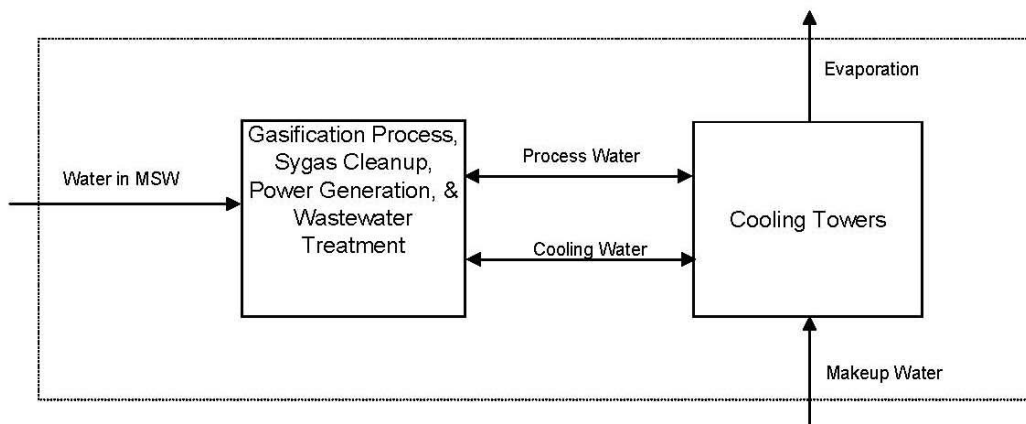 Evaporation
Gasification Process,
Sygas Cleanup,
Power Generation, &
Wastewater
Treatment
Process Water
Water in MSW
Cooling Towers
Cooling Water
Makeup Water